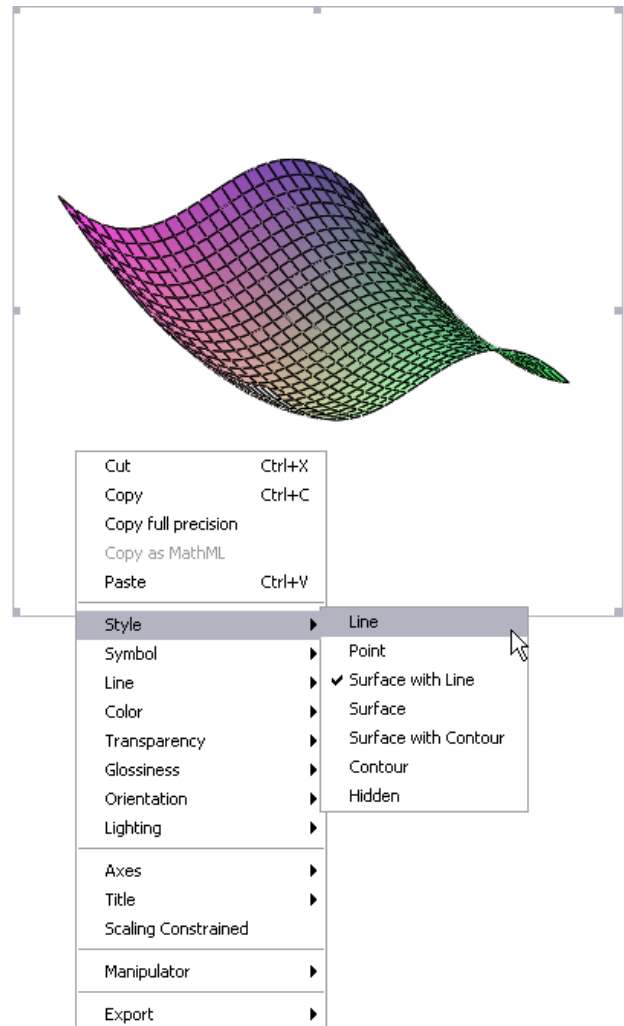 Cut Ctrl+X
Copy Ctrl+C
Copy full precision
Copy as MathML
Paste Ctrl+V
Style
Symbol
Line
Color
Transparency
Glossiness
Orientation
Lighting
Axes
Title
Scaling Constrained
Manipulator
Export
Line
Point
Surface with Line
Surface
Surface with Contour
Contour
Hidden